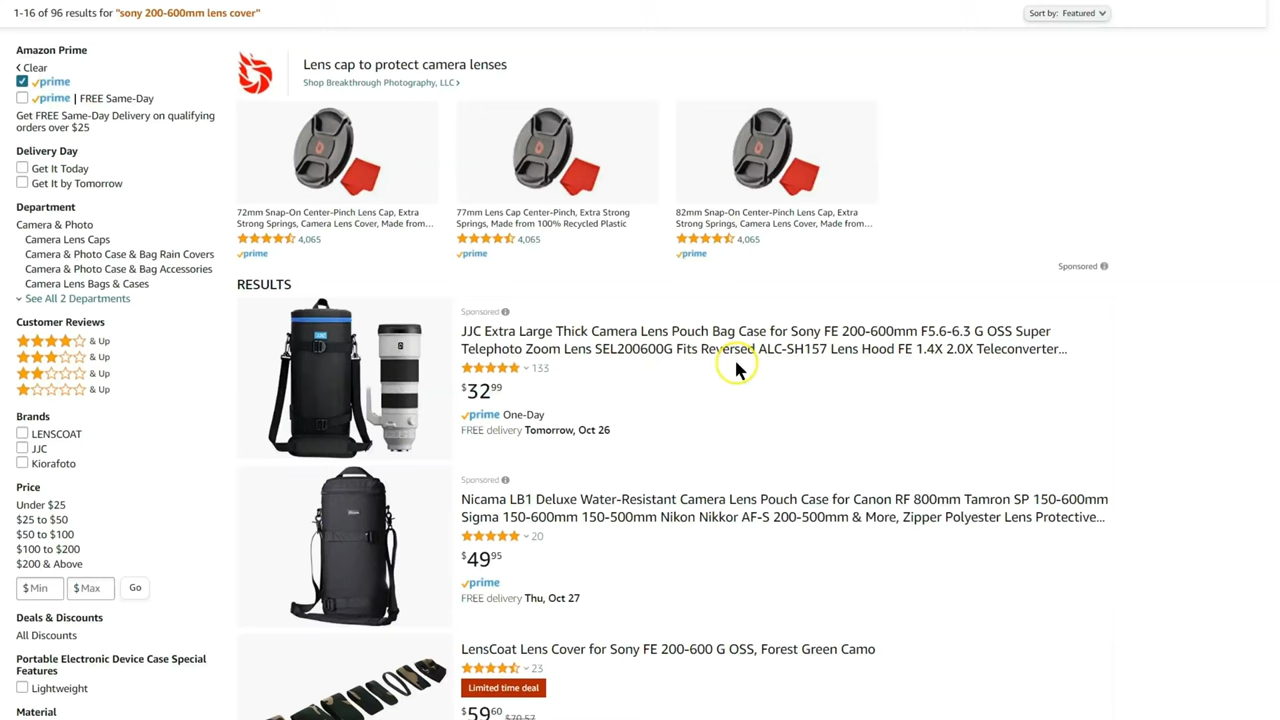 1-16 of 96 results for "sony 200-600mm lens cover"
Sort by: Featured
Amazon Prime
Clear
prime
prime | FREE Same-Day
Get FREE Same-Day Delivery on qualifying
orders over $25
Delivery Day
Get It Today
Get It by Tomorrow
Department
Camera & Photo
Camera Lens Caps
Camera & Photo Case & Bag Rain Covers
Camera & Photo Case & Bag Accessories
Camera Lens Bags & Cases
See All 2 Departments
Customer Reviews
& Up
& Up
& Up
& Up
Brands
LENSCOAT
JJC
Kiorafoto
Price
Under $25
$25 to $50
$50 to $100
$100 to $200
$200 & Above
$ Min
$ Max
Go
Deals & Discounts
All Discounts
Portable Electronic Device Case Special
Features
Lightweight
Material
Lens cap to protect camera lenses
Shop Breakthrough Photography, LLC
72mm Snap-On Center-Pinch Lens Cap, Extra
Strong Springs, Camera Lens Cover, Made from...
4,065
prime
77mm Lens Cap Center-Pinch, Extra Strong
Springs, Made from 100% Recycled Plastic
4,065
prime
82mm Snap-On Center-Pinch Lens Cap, Extra
Strong Springs, Camera Lens Cover, Made from...
4,065
prime
Sponsored
RESULTS
Sponsored
JJC Extra Large Thick Camera Lens Pouch Bag Case for Sony FE 200-600mm F5.6-6.3 G OSS Super
Telephoto Zoom Lens SEL200600G Fits Reversed ALC-SH157 Lens Hood FE 1.4X 2.0X Teleconverter...
133
$32 99
prime One-Day
FREE delivery Tomorrow, Oct 26
Sponsored
Nicama LB1 Deluxe Water-Resistant Camera Lens Pouch Case for Canon RF 800mm Tamron SP 150-600mm
Sigma 150-600mm 150-500mm Nikon Nikkor AF-S 200-500mm & More, Zipper Polyester Lens Protective...
20
$49 95
prime
FREE delivery Thu, Oct 27
LensCoat Lens Cover for Sony FE 200-600 G OSS, Forest Green Camo
23
Limited time deal
$59 60 $70.57